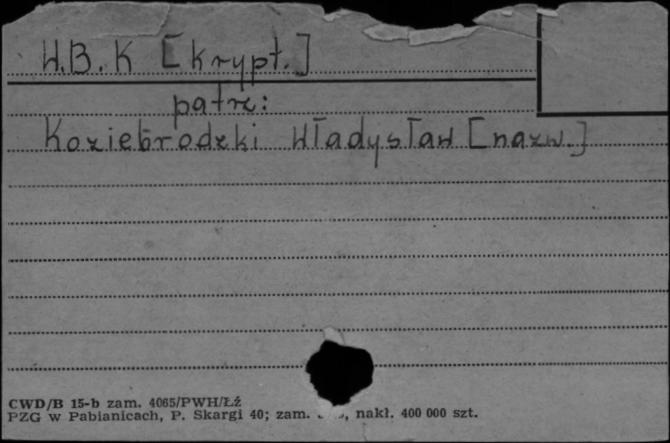 W.B.K [krypt.]
patrz:
Koziebrodzki Władysław [nazw.]
CWD/B 15-b zam. 4065/PWH/Łź
PZG w Pabianicach, P. Skargi 40; zam. nakł. 400 000 szt.